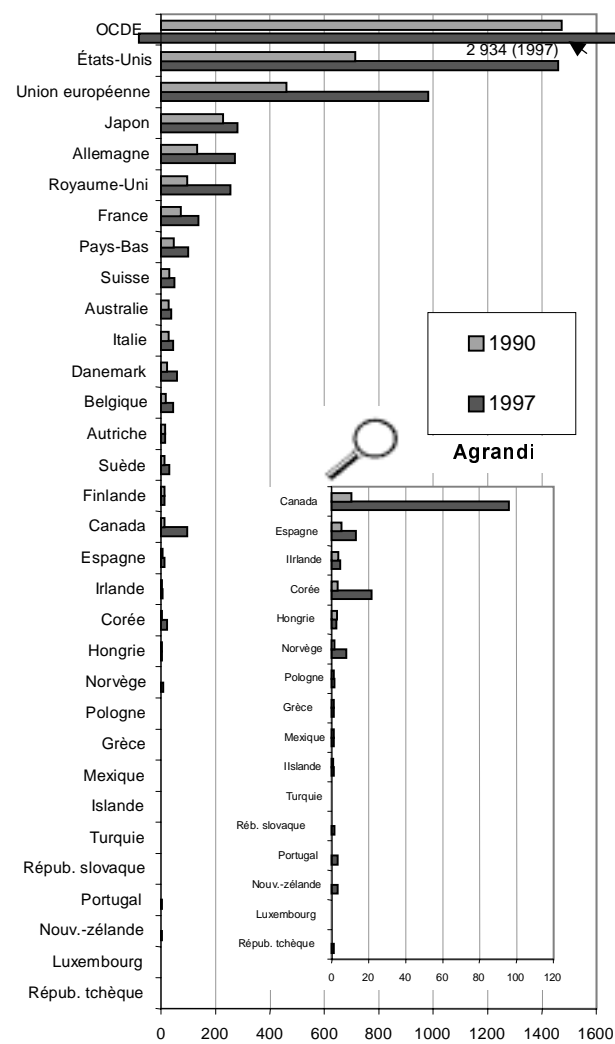 OCDE
2 934 (1997)
États-Unis
Union européenne
Japon
Allemagne
Royaume-Uni
France
Pays-Bas
Suisse
Australie
Italie
Danemark
Belgique
Autriche
Suède
Finlande
Canada
Espagne
Irlande
Corée
Hongrie
Norvège
Pologne
Grèce
Mexique
Islande
Turquie
Répub. slovaque
Portugal
Nouv.-zélande
Luxembourg
Répub. tchèque
0 200 400 600 800 1000 1200 1400 1600
1990
1997
Agrandi
Canada
Espagne
IIrlande
Corée
Hongrie
Norvège
Pologne
Grèce
Mexique
IIslande
Turquie
Réb. slovaque
Portugal
Nouv.-zélande
Luxembourg
Répub. tchèque
0 20 40 60 80 100 120